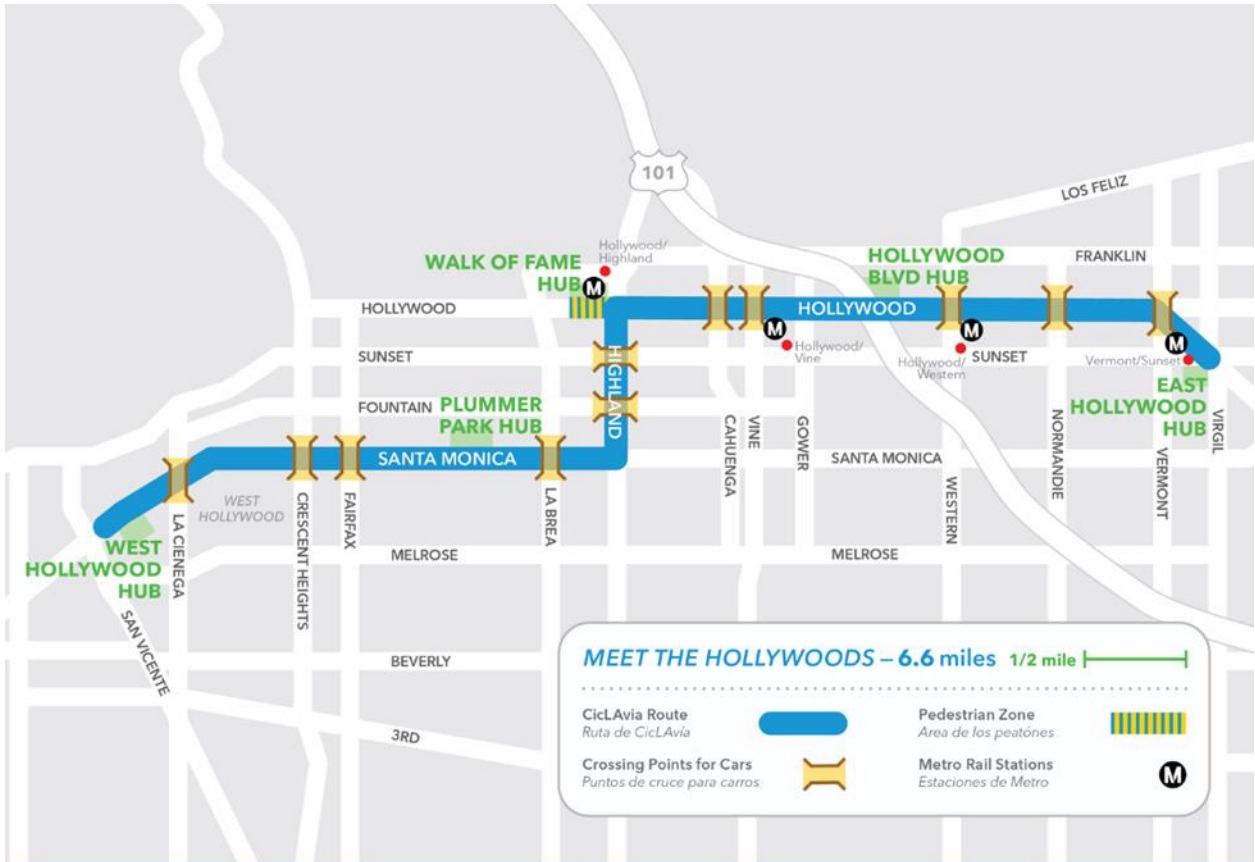 101
LOS FELIZ
Hollywood/
Highland
WALK OF FAME
HUB
M
HOLLYWOOD
BLVD HUB
FRANKLIN
HOLLYWOOD
HOLLYWOOD
SUNSET
HIGHLAND
M
Hollywood/
Vine
M
Hollywood/
Western
SUNSET
M
Vermont/Sunset
FOUNTAIN
PLUMMER
PARK HUB
EAST
HOLLYWOOD
HUB
SANTA MONICA
SANTA MONICA
CAHUENGA
VINE
GOWER
WESTERN
NORMANDIE
VERMONT
VIRGIL
WEST
HOLLYWOOD
LA CIENEGA
CRESCENT HEIGHTS
FAIRFAX
LA BREA
WEST
HOLLYWOOD
HUB
MELROSE
MELROSE
SAN VICENTE
BEVERLY
3RD
MEET THE HOLLYWOODS – 6.6 miles 1/2 mile
CicLAvia Route
Ruta de CicLAvía
Pedestrian Zone
Area de los peatónes
Crossing Points for Cars
Puntos de cruce para carros
Metro Rail Stations
Estaciones de Metro
M